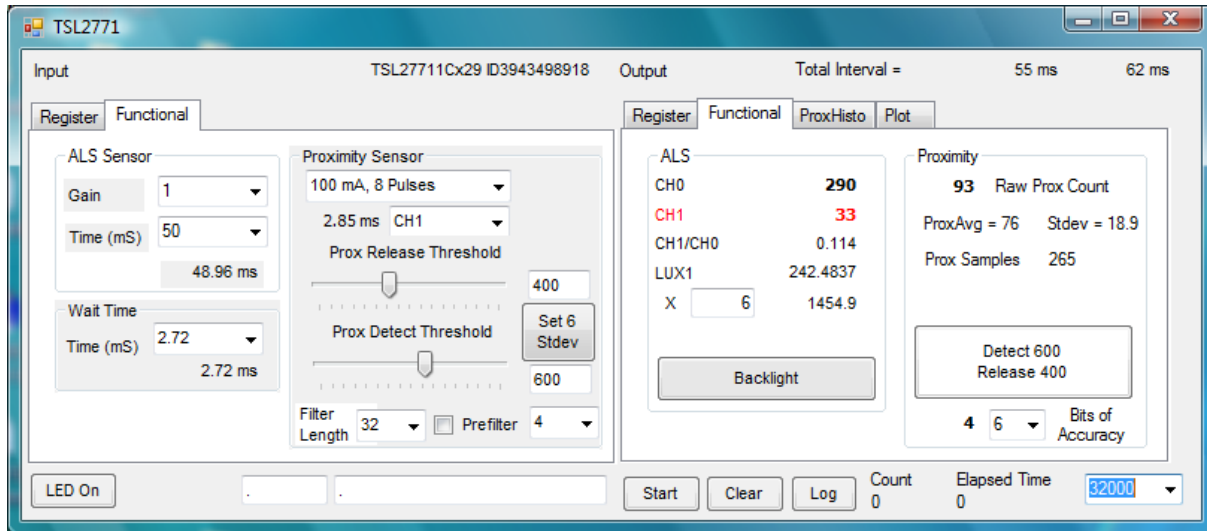 TSL2771
Input TSL27711Cx29 ID3943498918 Output Total Interval = 55 ms 62 ms
Register Functional
ALS Sensor
Gain 1
Time (mS) 50
48.96 ms
Wait Time
Time (mS) 2.72
2.72 ms
Proximity Sensor
100 mA, 8 Pulses
2.85 ms CH1
Prox Release Threshold
400
Prox Detect Threshold
Set 6
Stdev
600
Filter
Length 32 Prefilter 4
Register Functional ProxHisto Plot
ALS
CH0 290
CH1 33
CH1/CH0 0.114
LUX1 242.4837
X 6 1454.9
Backlight
Proximity
93 Raw Prox Count
ProxAvg = 76 Stdev = 18.9
Prox Samples 265
Detect 600
Release 400
4 6 Bits of
Accuracy
LED On . .
Start Clear Log Count Elapsed Time 32000
0 0